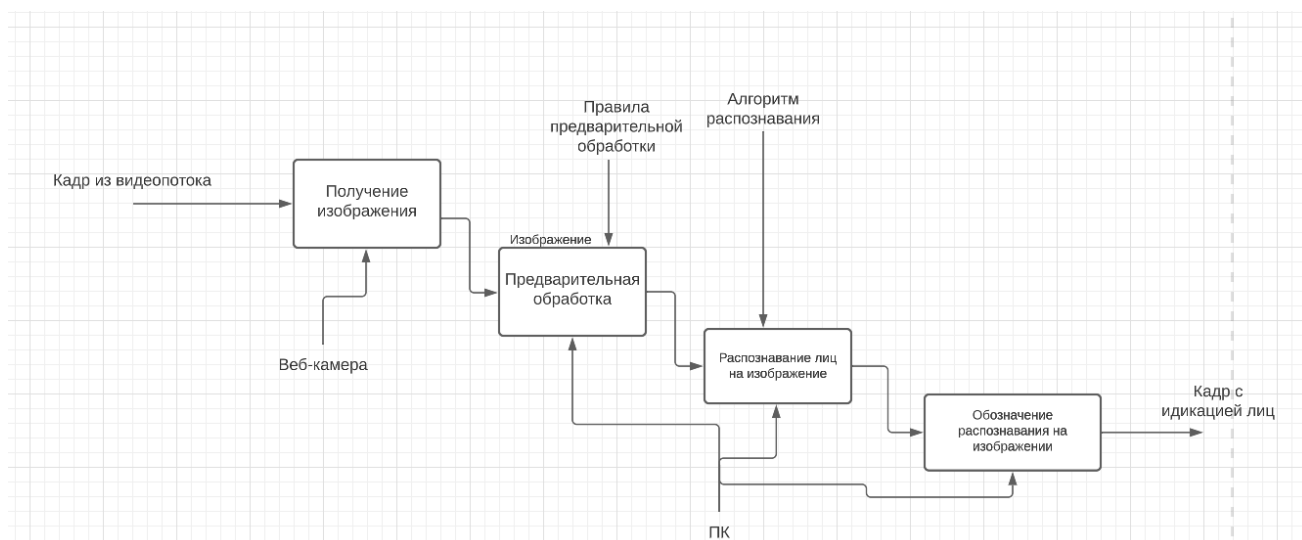 Правила
предварительной
обработки
Алгоритм
распознавания
Кадр из видеопотока
Получение
изображения
Изображение
Предварительная
обработка
Веб-камера
Распознавание лиц
на изображение
Кадр с
идикацией лиц
Обозначение
распознавания на
изображении
ПК